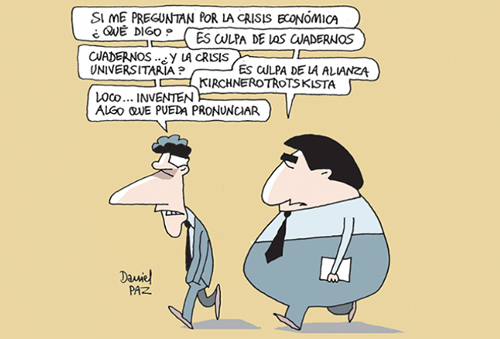 SI ME PREGUNTAN POR LA CRISIS ECONÓMICA
¿QUÉ DIGO?
ES CULPA DE LOS CUADERNOS
CUADERNOS..¿Y LA CRISIS
UNIVERSITARIA?
ES CULPA DE LA ALIANZA
KIRCHNEROTROTSKISTA
LOCO... INVENTEN
ALGO QUE PUEDA PRONUNCIAR
Daniel
PAZ